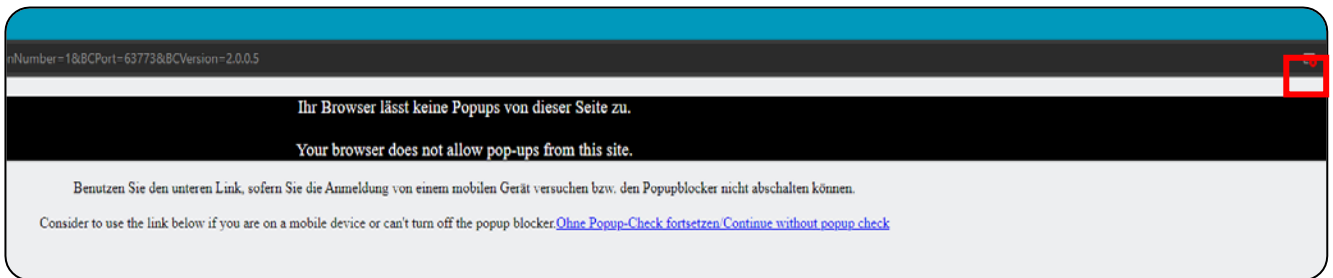 nNumber=1&BCPort=63773&BCVersion=2.0.0.5
Ihr Browser lässt keine Popups von dieser Seite zu.
Your browser does not allow pop-ups from this site.
Benutzen Sie den unteren Link, sofern Sie die Anmeldung von einem mobilen Gerät versuchen bzw. den Popupblocker nicht abschalten können.
Consider to use the link below if you are on a mobile device or can't turn off the popup blocker.Ohne Popup-Check fortsetzen/Continue without popup check